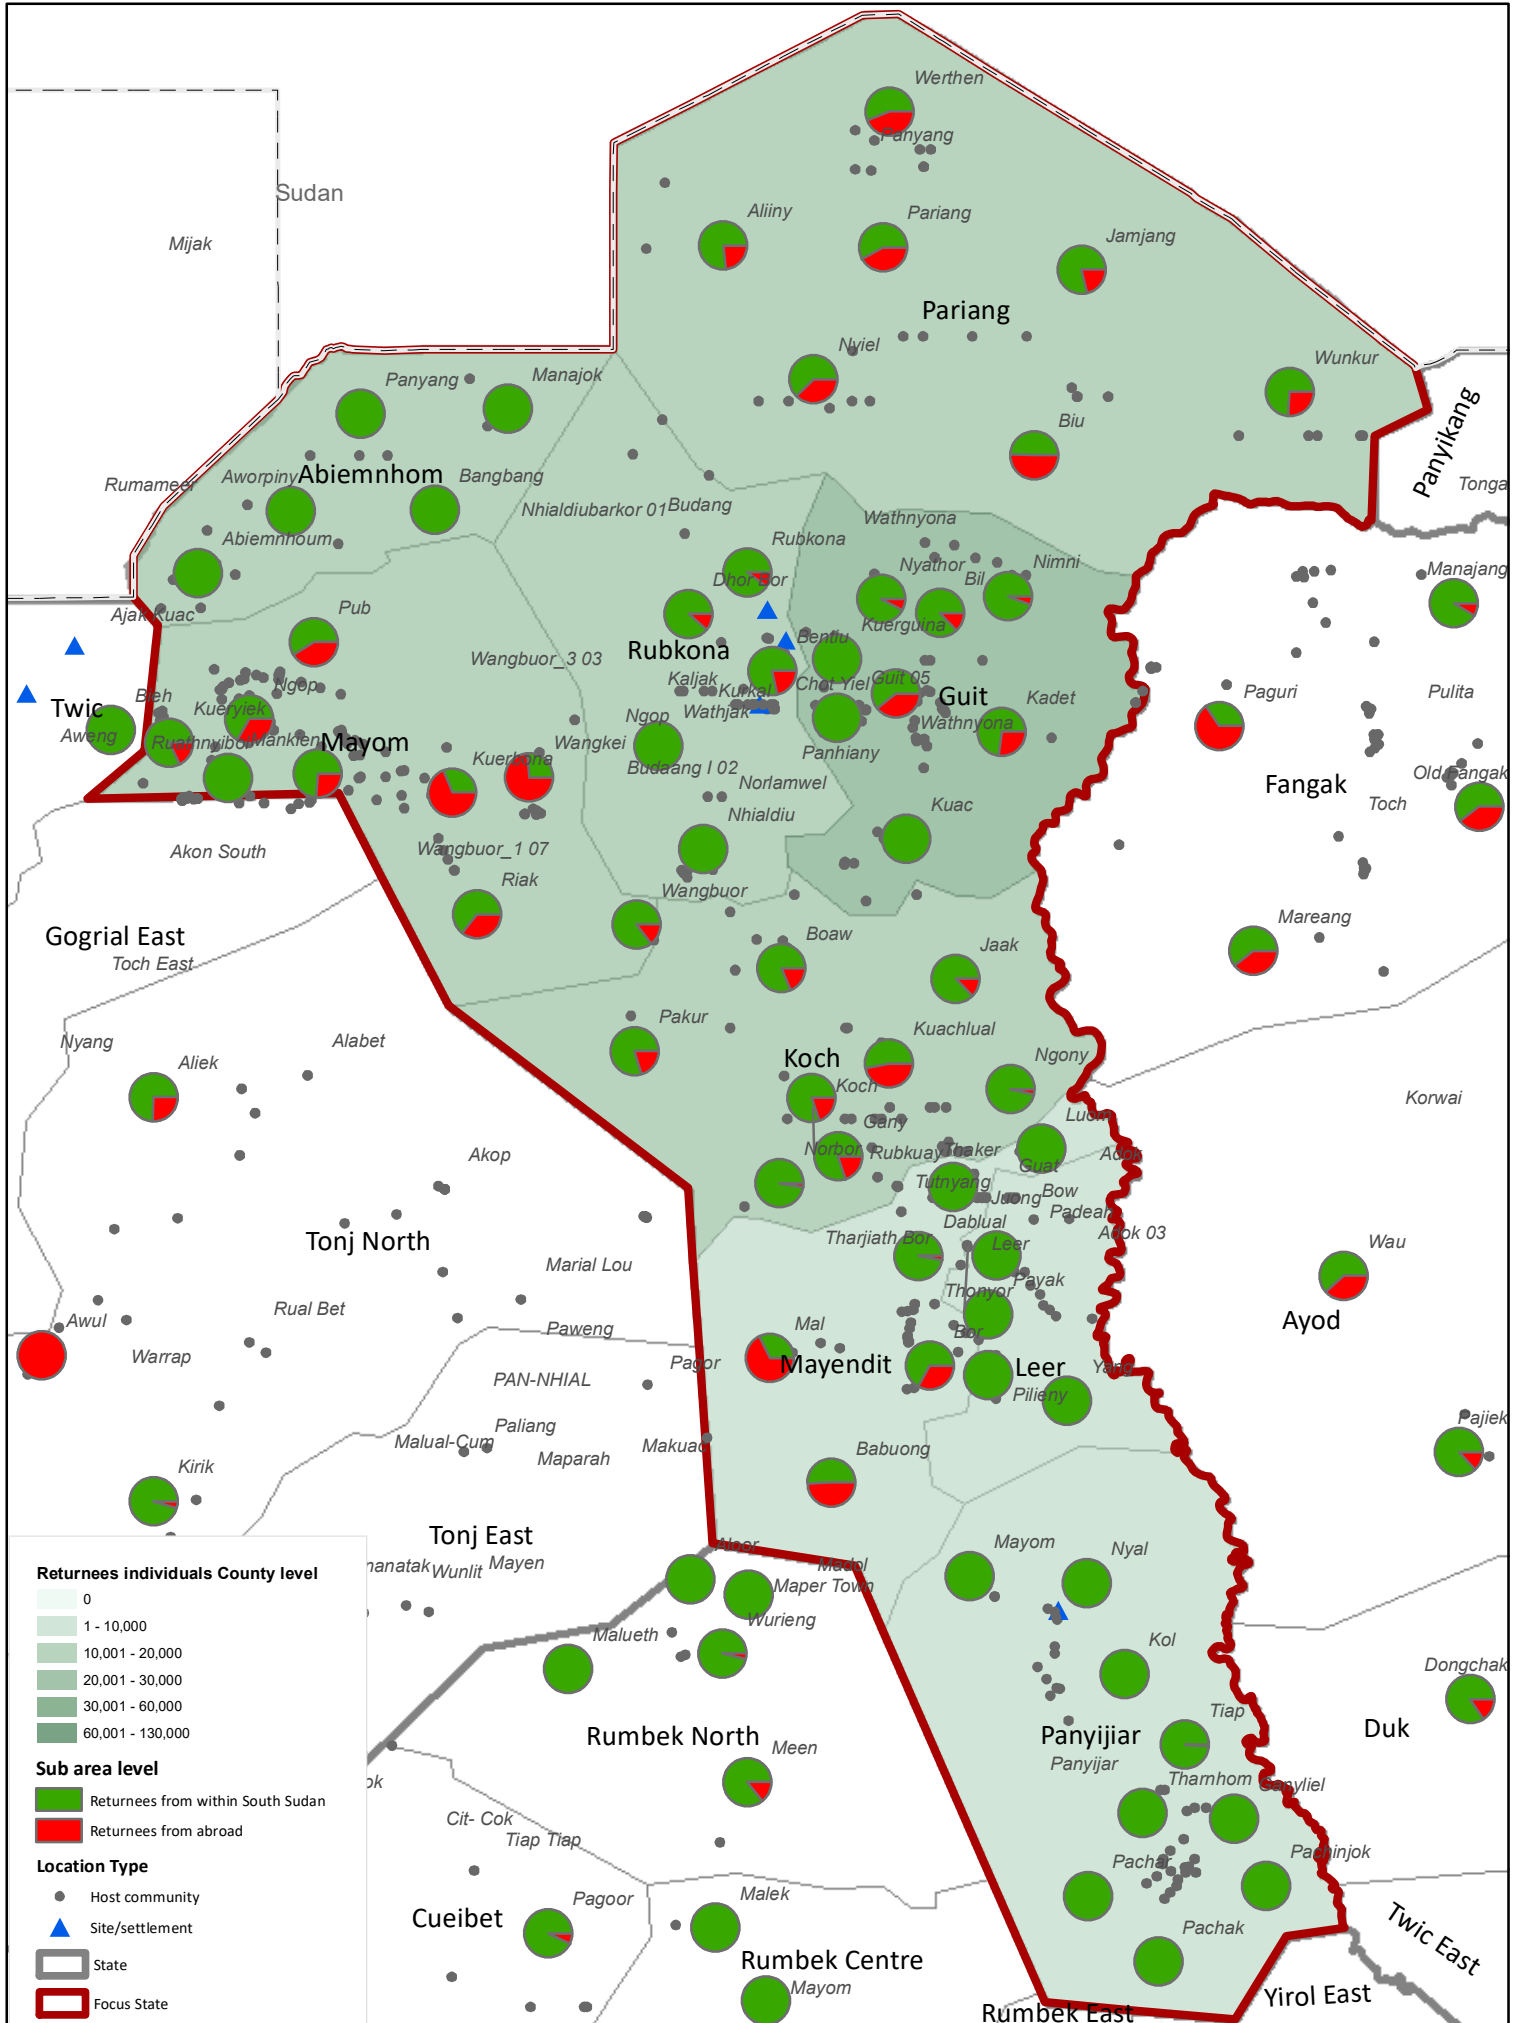 Werthen
Panyang
Sudan
Aliiny
Pariang
Mijak
Jamjang
Pariang
Nyiel
Wunkur
Panyang
Manajok
Biu
Panyikang
Abiemnhom
Rumameer
Aworpiny
Bangbang
Tonga
Nhialdiubarkor 01
Budang
Wathnyona
Abiemnhoum
Rubkona
Nyathor
Nimni
Manajang
Dhor Bor
Bil
Ajak Kuac
Pub
Kuerguina
Bentiu
Rubkona
Wangbuor_3 03
Kaljak
Chot Yiel
Guit 05
Ngop
Kurkal
Guit
Kadet
Paguri
Pulita
Bieh
Twic
Kueryiek
Wathjak
Ngop
Wathnyona
Aweng
Ruathnyibol
Mankien
Mayom
Wangkei
Panhiany
Kuerbona
Budaang I 02
Norlamwel
Old Fangak
Fangak
Toch
Nhialdiu
Kuac
Akon South
Wangbuor_1 07
Riak
Wangbuor
Gogrial East
Toch East
Boaw
Jaak
Mareang
Nyang
Aliek
Alabet
Pakur
Kuachlual
Koch
Ngony
Koch
Korwai
Gany
Luom
Akop
Norbor
Rubkuay
Thaker
Adok
Guat
Tutnyang
Juong
Bow
Padeah
Dablual
Tonj North
Tharjiath Bor
Leer
Adok 03
Wau
Marial Lou
Payak
Thonyor
Rual Bet
Awul
Paweng
Bor
Mal
Ayod
Warrap
Pagor
Mayendit
Leer
Yang
PAN-NHIAL
Pilieny
Paliang
Malual-Cum
Makuac
Babuong
Pajiek
Maparah
Kirik
Tonj East
Mayom
Nyal
Aloor
Wunlit
Mayen
Madol
Maper Town
Wurieng
Malueth
Kol
Dongchak
Tiap
Rumbek North
Panyijiar
Duk
Panyijar
Meen
Tharnhom
Ganyliel
Cit- Cok
Tiap Tiap
Pachar
Pachinjok
Pagoor
Malek
Cueibet
Pachak
Twic East
Rumbek Centre
Mayom
Yirol East
Rumbek East
Returnees individuals County level
0
1 - 10,000
10,001 - 20,000
20,001 - 30,000
30,001 - 60,000
60,001 - 130,000
Sub area level
Returnees from within South Sudan
Returnees from abroad
Location Type
Host community
Site/settlement
State
Focus State